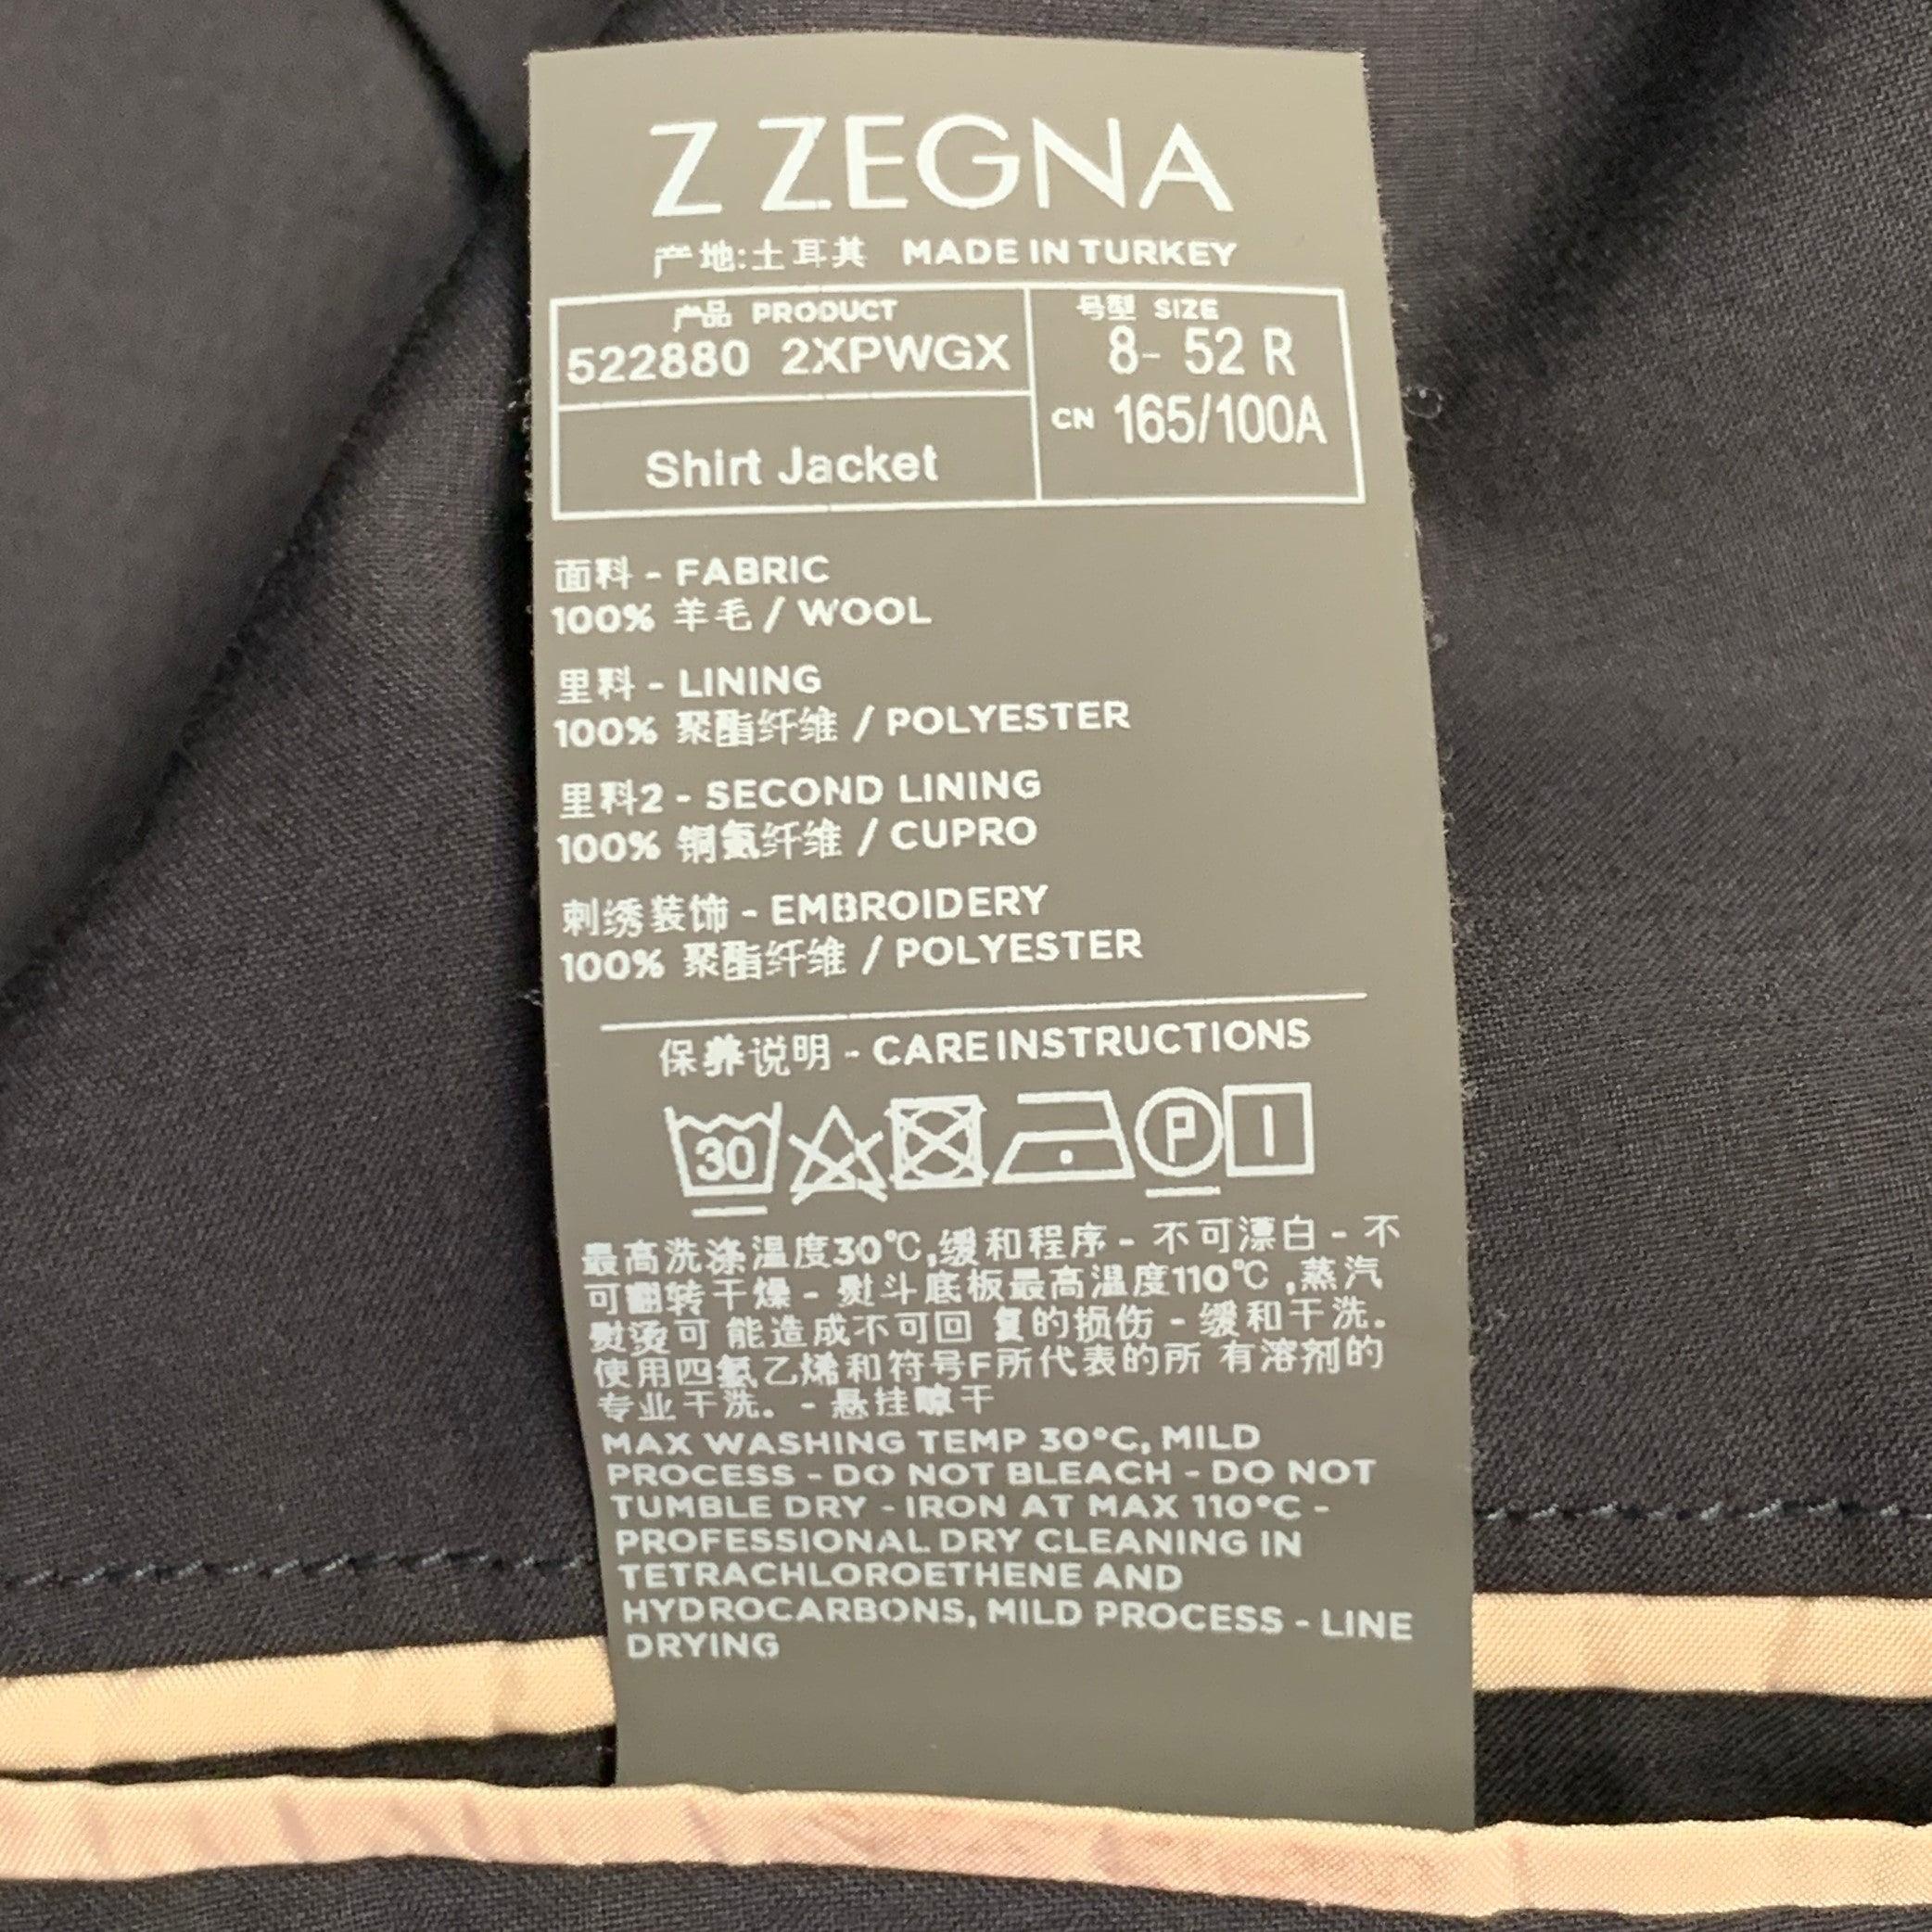 Z ZEGNA
产地:土耳其 MADE IN TURKEY
产品 PRODUCT
522880 2XPWGX
Shirt Jacket
号型 SIZE
8- 52 R
CN 165/100A
面料 - FABRIC
100% 羊毛 / WOOL
里料 - LINING
100% 聚酯纤维 / POLYESTER
里料2 - SECOND LINING
100% 铜氨纤维 / CUPRO
刺绣装饰 - EMBROIDERY
100% 聚酯纤维 / POLYESTER
保养说明 - CARE INSTRUCTIONS
30 P
最高洗涤温度30℃,缓和程序 - 不可漂白 - 不
可翻转干燥 - 熨斗底板最高温度110℃ ,蒸汽
熨烫可 能造成不可回 复的损伤 - 缓和干洗.
使用四氯乙烯和符号F所代表的所 有溶剂的
专业干洗. - 悬挂晾干
MAX WASHING TEMP 30°C, MILD
PROCESS - DO NOT BLEACH - DO NOT
TUMBLE DRY - IRON AT MAX 110°C -
PROFESSIONAL DRY CLEANING IN
TETRACHLOROETHENE AND
HYDROCARBONS, MILD PROCESS - LINE
DRYING